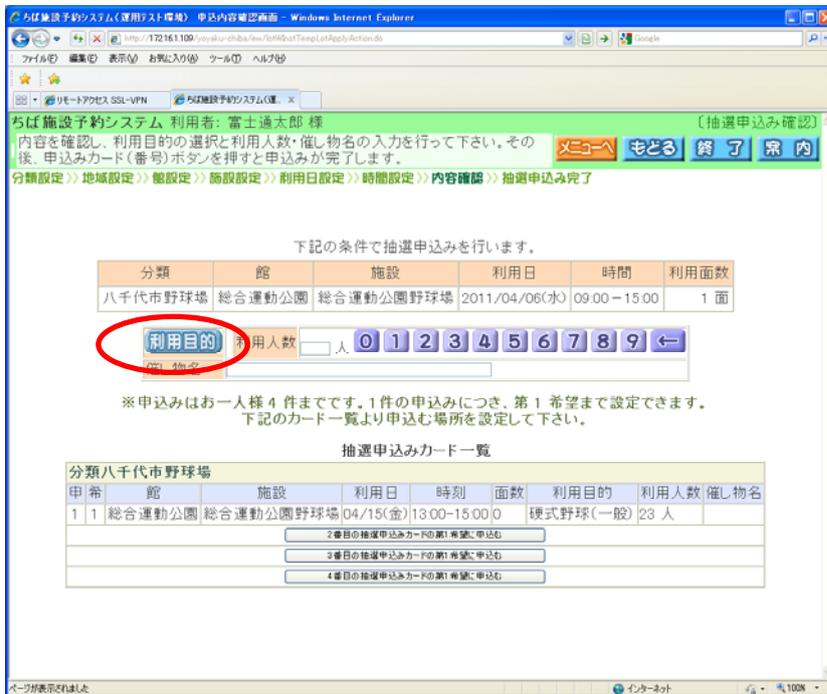 ちば施設予約システム(運用テスト環境) 申込内容確認画面 - Windows Internet Explorer
http://172.16.1.109/yoyaku-chiba/ew/lotWInstTempLotApplyAction.do
Google
ファイル(F) 編集(E) 表示(V) お気に入り(A) ツール(T) ヘルプ(H)
リモートアクセス SSL-VPN ちば施設予約システム(運...
ちば施設予約システム 利用者: 富士通太郎 様 〔抽選申込み確認〕
内容を確認し、利用目的の選択と利用人数・催し物名の入力を行って下さい。その
後、申込みカード(番号)ボタンを押すと申込みが完了します。
メニューへ もどる 終了 案内
分類設定>>地域設定>>館設定>>施設設定>>利用日設定>>時間設定>>内容確認>>抽選申込み完了
下記の条件で抽選申込みを行います。
分類 館 施設 利用日 時間 利用面数
八千代市野球場 総合運動公園 総合運動公園野球場 2011/04/06(水) 09:00-15:00 1 面
利用目的 利用人数 人 0 1 2 3 4 5 6 7 8 9 ←
催し物名
※申込みはお一人様 4 件までです。1件の申込みにつき、第 1 希望まで設定できます。
下記のカード一覧より申込む場所を設定して下さい。
抽選申込みカード一覧
分類八千代市野球場
申 希 館 施設 利用日 時刻 面数 利用目的 利用人数 催し物名
1 1 総合運動公園 総合運動公園野球場 04/15(金) 13:00-15:00 0 硬式野球(一般) 23 人
2番目の抽選申込みカードの第1希望に申込む
3番目の抽選申込みカードの第1希望に申込む
4番目の抽選申込みカードの第1希望に申込む
ページが表示されました インターネット 100%